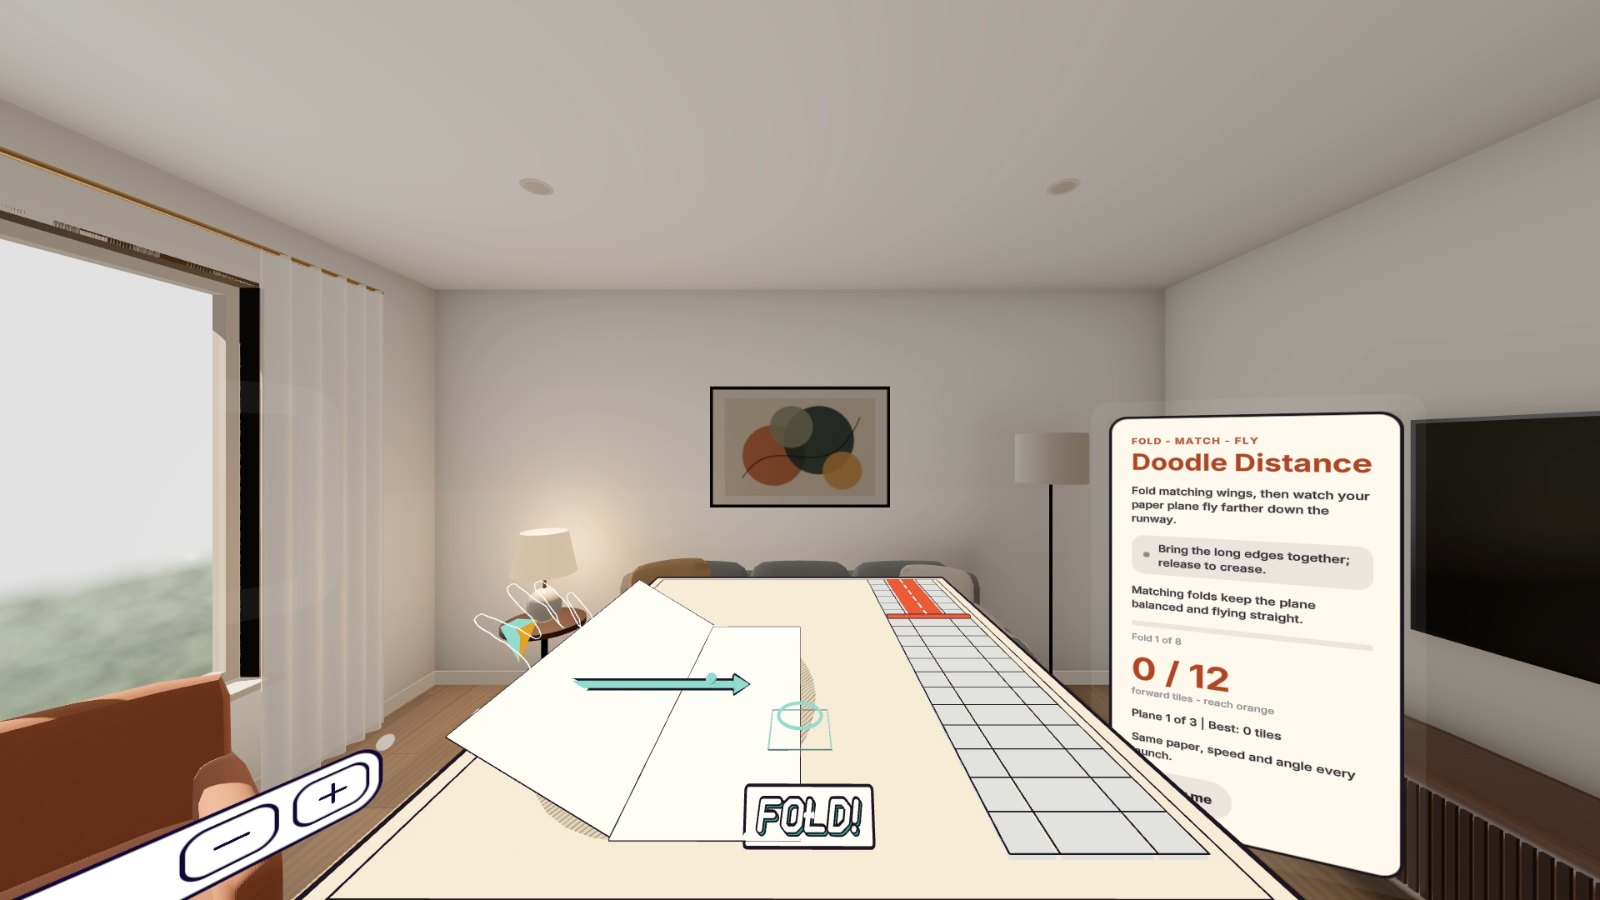 FOLD - MATCH - FLY
Doodle Distance
Fold matching wings, then watch your
paper plane fly farther down the
runway.
Bring the long edges together;
release to crease.
Matching folds keep the plane
balanced and flying straight.
Fold 1 of 8
0 / 12
forward tiles - reach orange
Plane 1 of 3 | Best: 0 tiles
Same paper, speed and angle every
me
FOLD!
− +